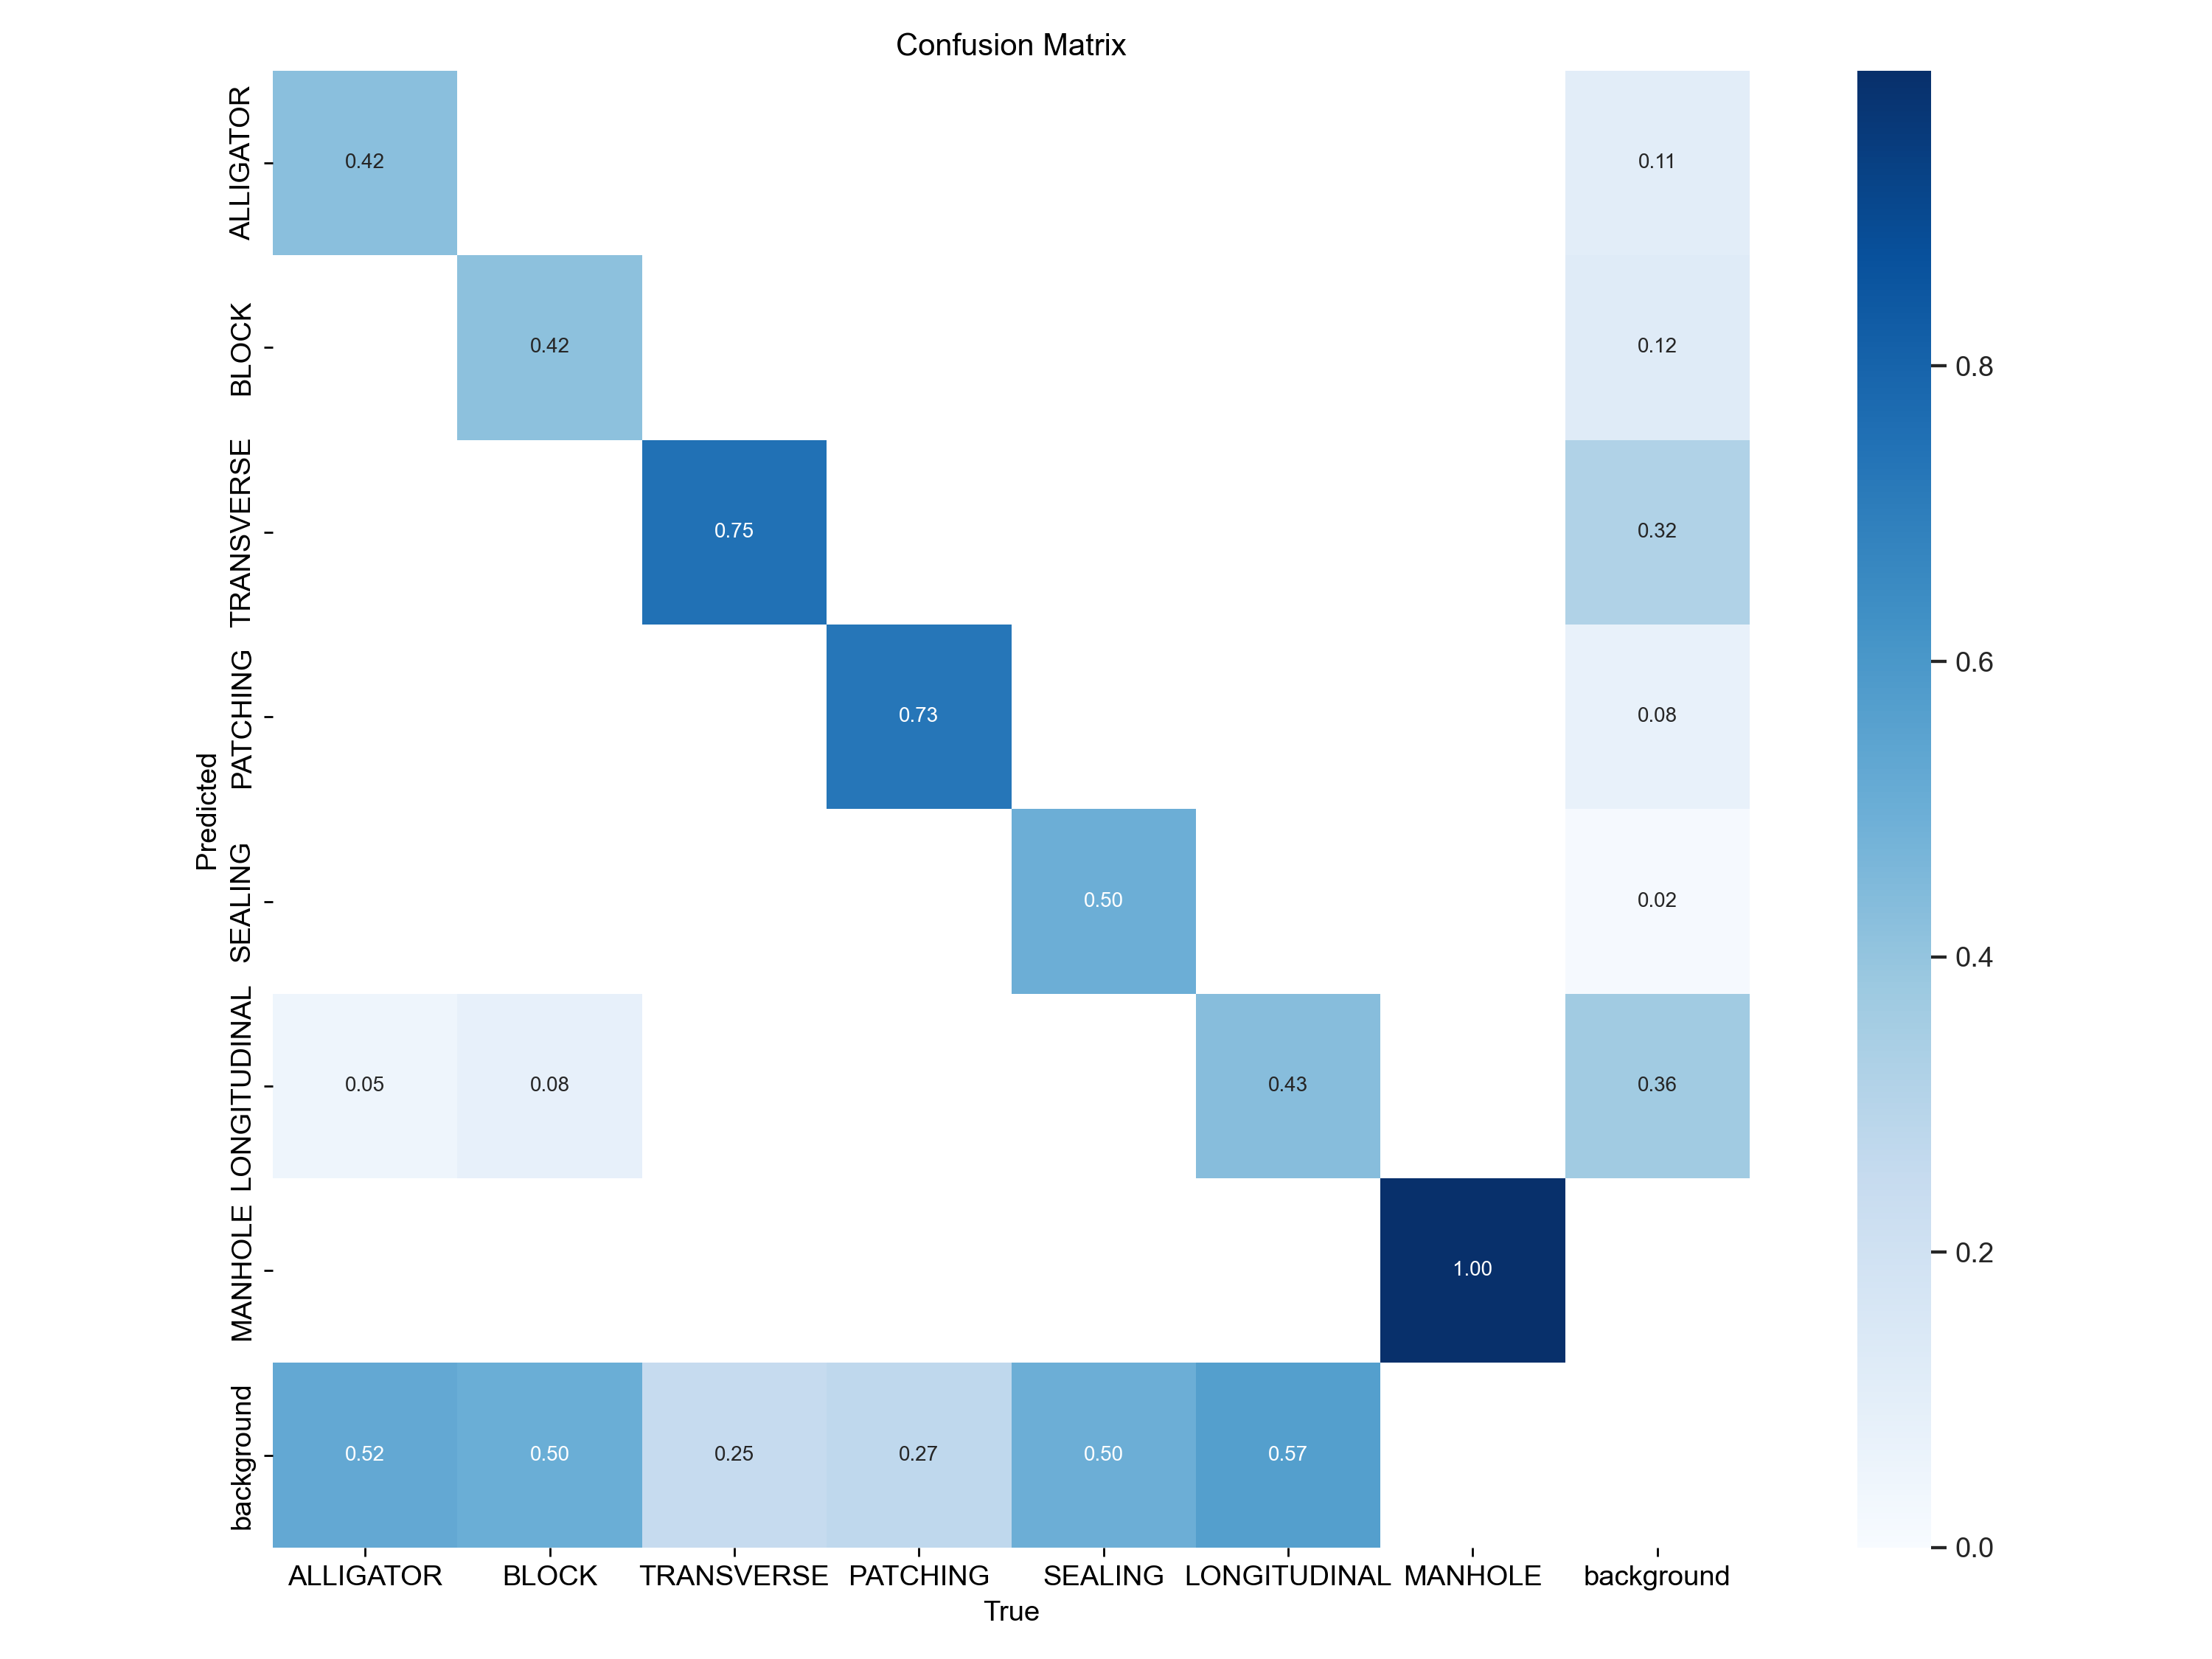 Confusion Matrix
ALLIGATOR
0.42
0.11
BLOCK
0.42
0.12
0.8
TRANSVERSE
0.75
0.32
0.6
PATCHING
0.73
0.08
Predicted
SEALING
0.50
0.02
0.4
LONGITUDINAL
0.05
0.08
0.43
0.36
MANHOLE
1.00
0.2
background
0.52
0.50
0.25
0.27
0.50
0.57
0.0
ALLIGATOR BLOCK TRANSVERSE PATCHING SEALING LONGITUDINAL MANHOLE background
True